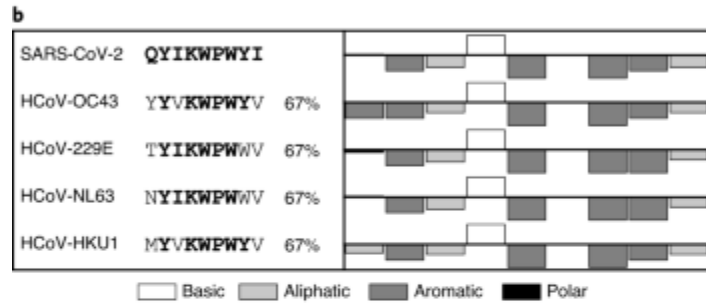 b
SARS-CoV-2 QYIKWPWYI
HCoV-OC43 YYVKWPWYV 67%
HCoV-229E TYIKWPWWV 67%
HCoV-NL63 NYIKWPWWV 67%
HCoV-HKU1 MYVKWPWYV 67%
Basic Aliphatic Aromatic Polar